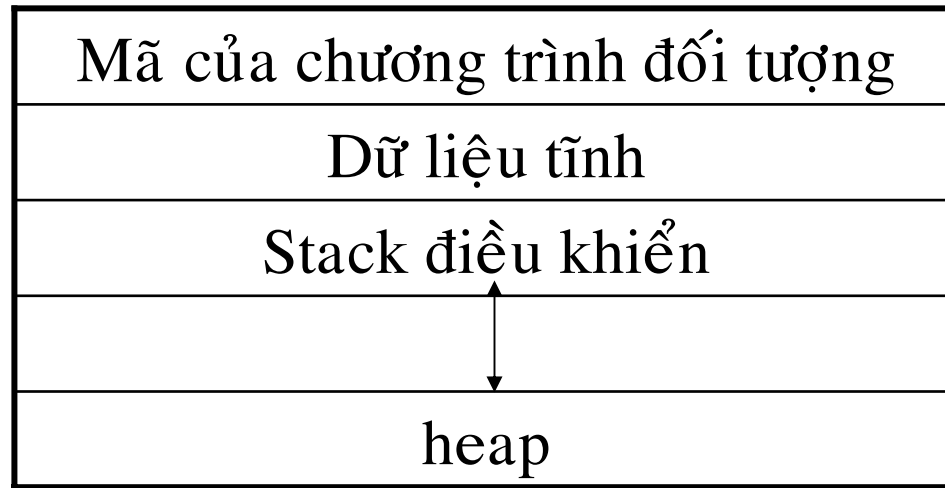 Mã của chương trình đối tượng
Dữ liệu tĩnh
Stack điều khiển
heap